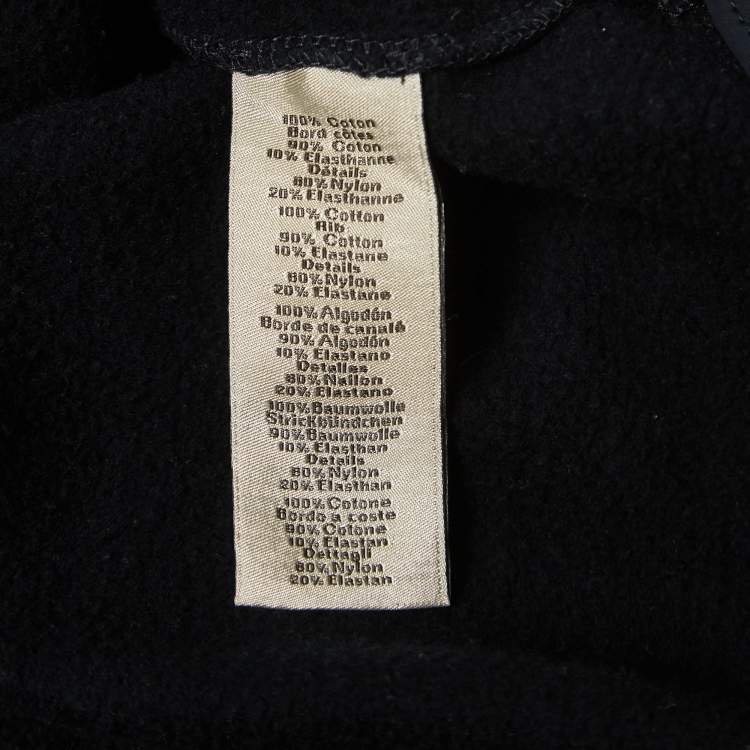 100% Coton
Bord côtes
90% Coton
10% Elasthanne
Détails
80% Nylon
20% Elasthanne
100% Cotton
Rib
90% Cotton
10% Elastane
Details
80% Nylon
20% Elastane
100% Algodón
Borde de canalé
90% Algodón
10% Elastano
Detalles
80% Nailon
20% Elastano
100% Baumwolle
Strickbündchen
90% Baumwolle
10% Elasthan
Details
80% Nylon
20% Elasthan
100% Cotone
Bordo a coste
90% Cotone
10% Elastan
Dettagli
80% Nylon
20% Elastan